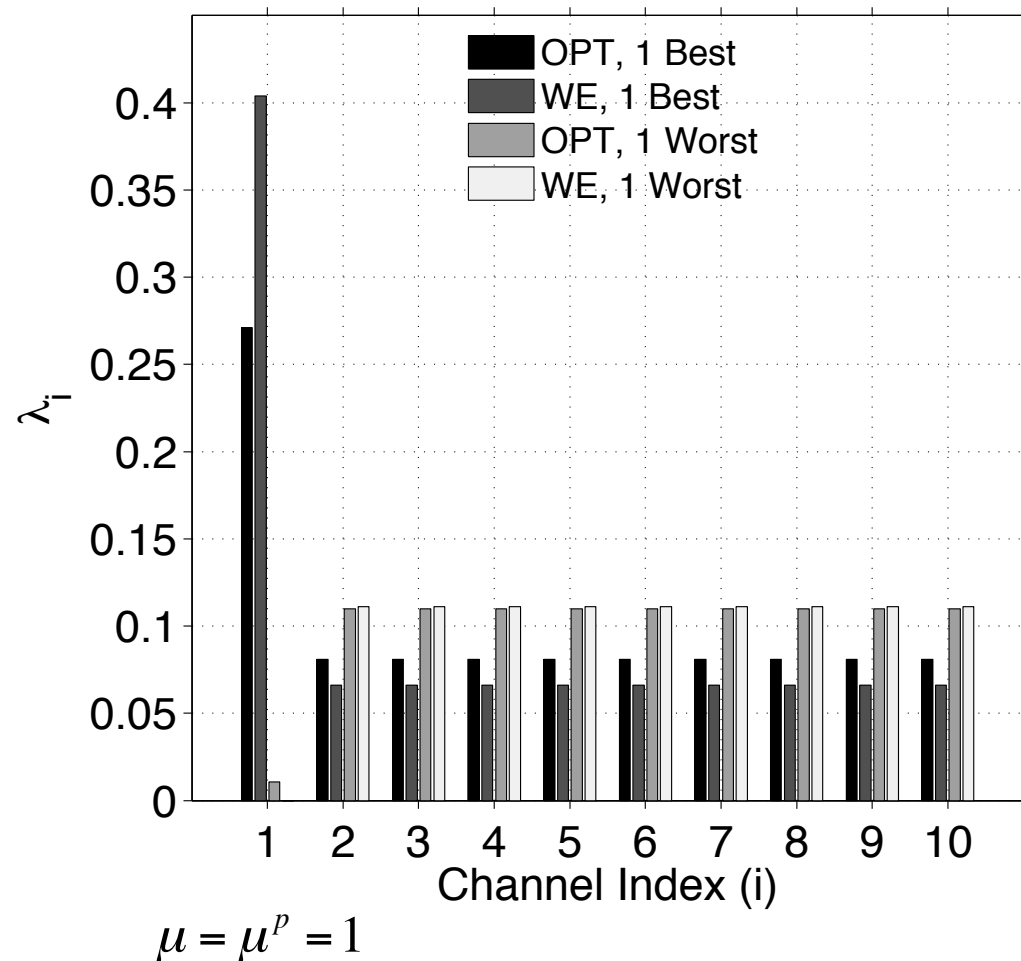 OPT, 1 Best
WE, 1 Best
OPT, 1 Worst
WE, 1 Worst
0.4
0.35
0.3
0.25
0.2
0.15
0.1
0.05
0
λi
1 2 3 4 5 6 7 8 9 10
Channel Index (i)
μ = μ^p = 1